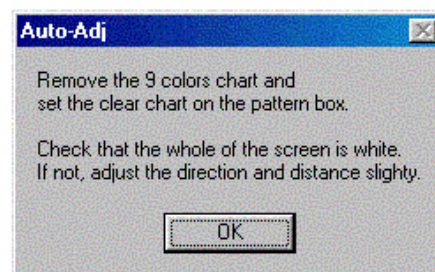 Auto-Adj
Remove the 9 colors chart and
set the clear chart on the pattern box.
Check that the whole of the screen is white.
If not, adjust the direction and distance slighty.
OK